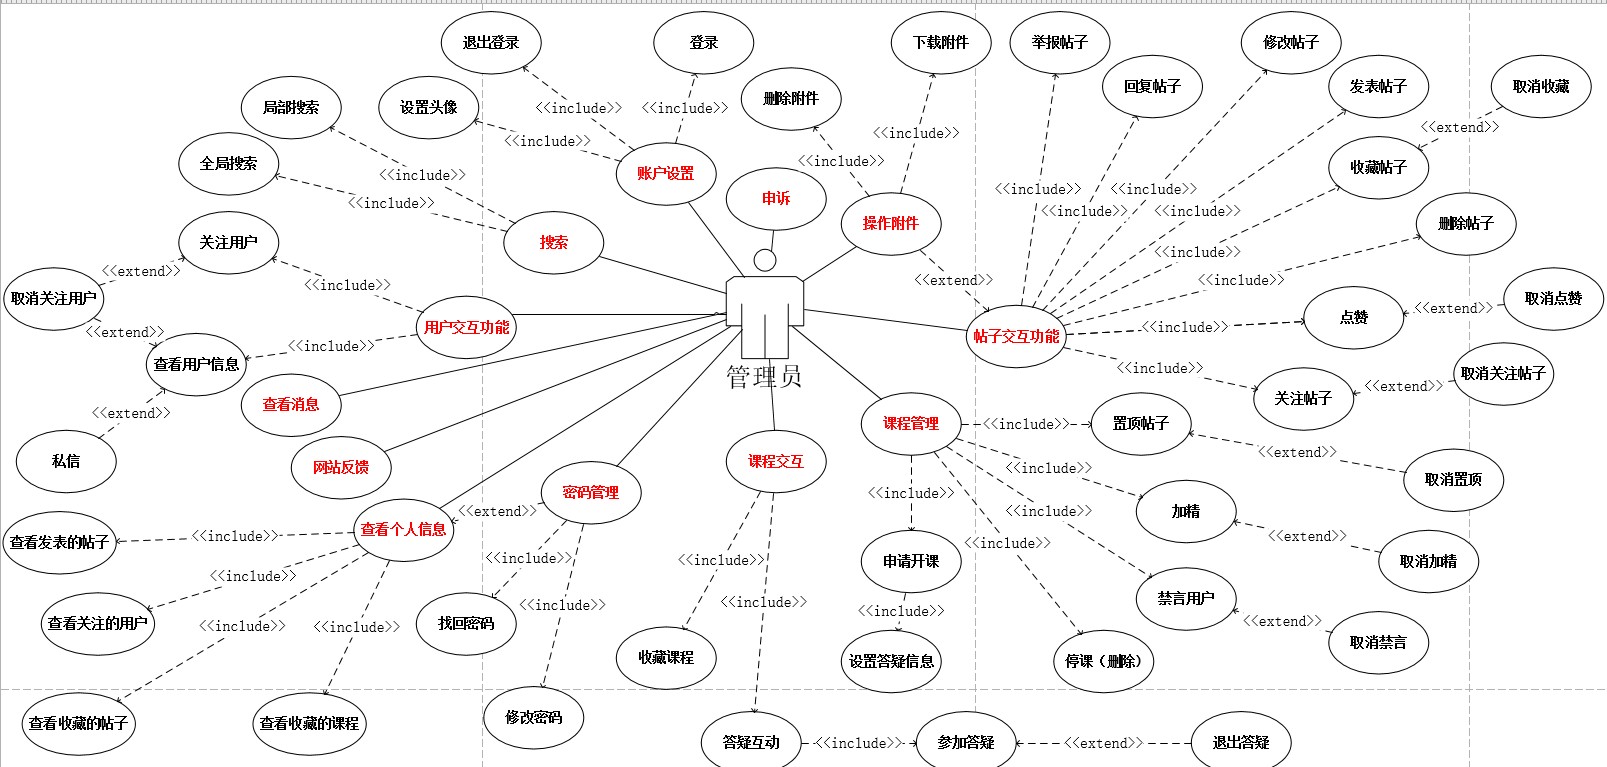 退出登录
登录
下载附件
举报帖子
修改帖子
回复帖子
发表帖子
取消收藏
局部搜索
设置头像
删除附件
<<include>>
<<include>>
<<include>>
<<extend>>
<<include>>
<<include>>
全局搜索
账户设置
收藏帖子
<<include>>
<<include>>
<<include>>
<<include>>
申诉
<<include>>
<<include>>
<<include>>
操作附件
删除帖子
关注用户
搜索
<<include>>
<<extend>>
<<include>>
<<extend>>
<<include>>
取消关注用户
取消点赞
<<extend>>
点赞
<<extend>>
用户交互功能
<<include>>
帖子交互功能
<<include>>
查看用户信息
<<include>>
取消关注帖子
管理员
<<extend>>
关注帖子
查看消息
<<extend>>
课程管理
<<include>>
置顶帖子
<<extend>>
私信
网站反馈
课程交互
<<include>>
取消置顶
密码管理
<<include>>
<<extend>>
<<include>>
加精
查看个人信息
<<include>>
<<extend>>
查看发表的帖子
<<include>>
<<include>>
<<include>>
<<include>>
申请开课
取消加精
<<include>>
禁言用户
<<include>>
<<include>>
<<include>>
<<extend>>
查看关注的用户
<<include>>
<<include>>
找回密码
取消禁言
收藏课程
设置答疑信息
停课（删除）
查看收藏的帖子
查看收藏的课程
修改密码
答疑互动
<<include>>
参加答疑
<<extend>>
退出答疑